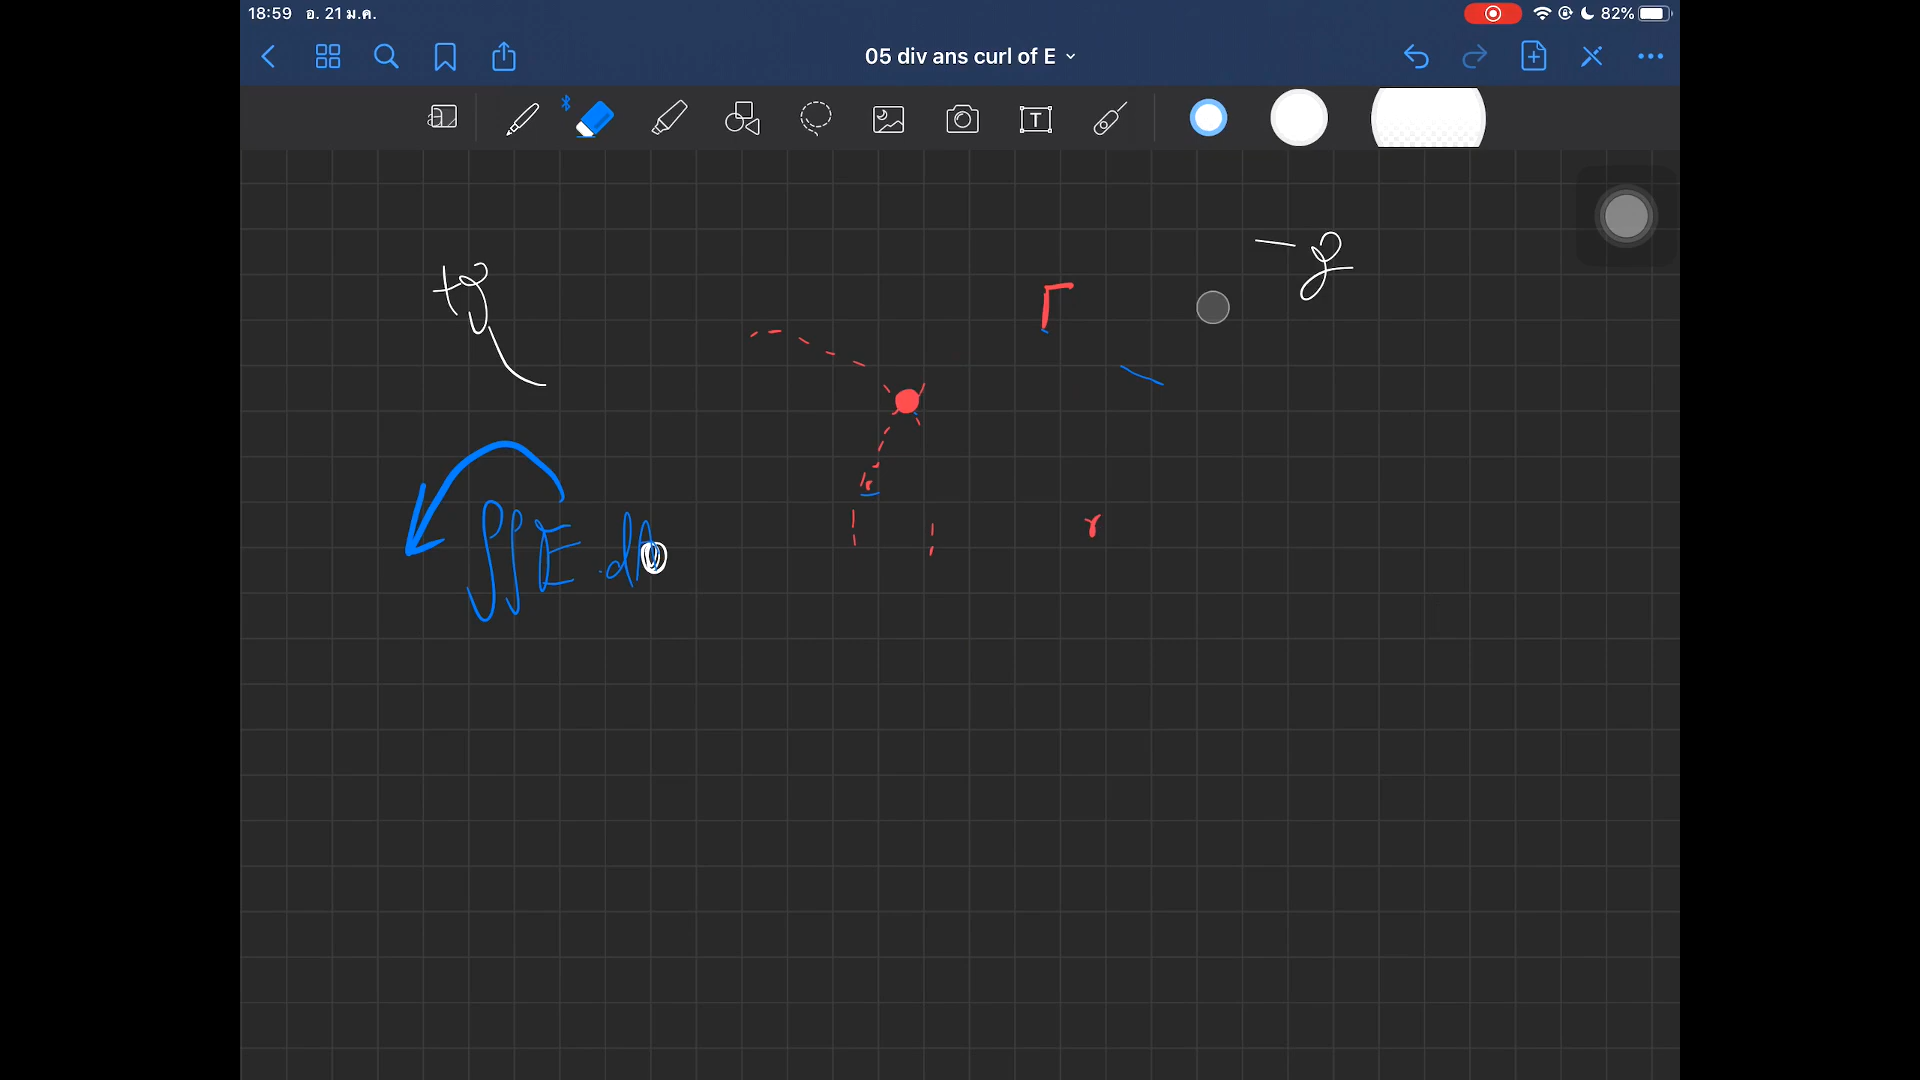 18:59 อ. 21 ม.ค. 82%
05 div ans curl of E
T
+q
-q
r
∬E.dA